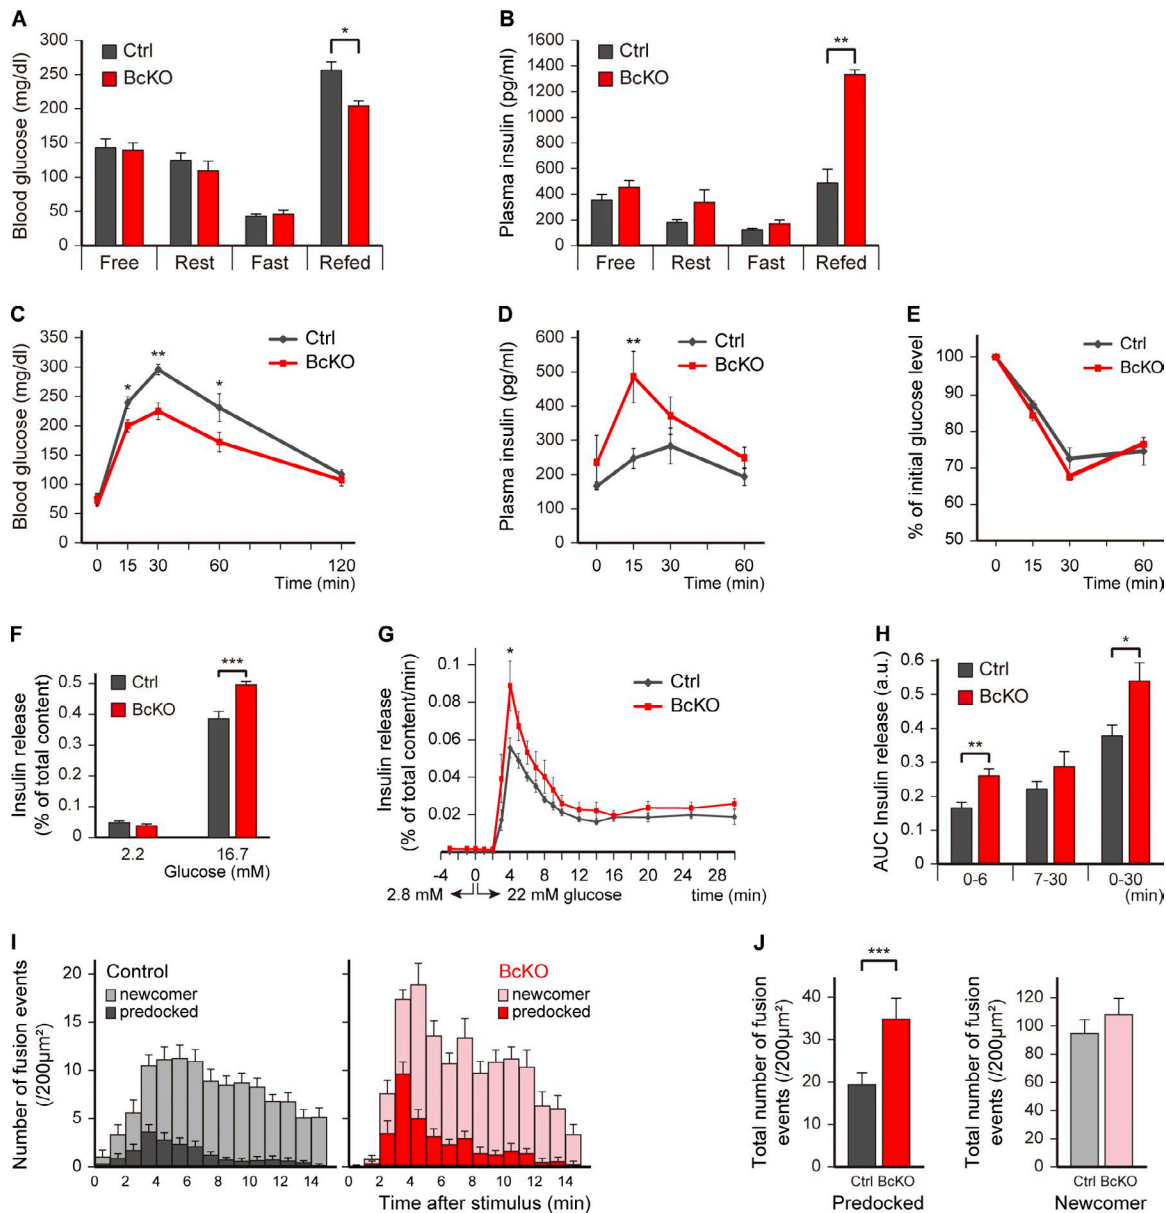 A
Blood glucose (mg/dl)
300
250
200
150
100
50
0
Ctrl
BcKO
*
Free Rest Fast Refed
B
Plasma insulin (pg/ml)
1600
1400
1200
1000
800
600
400
200
0
Ctrl
BcKO
**
Free Rest Fast Refed
C
Blood glucose (mg/dl)
350
300
250
200
150
100
50
0
Ctrl
BcKO
* ** *
0 15 30 60 120
Time (min)
D
Plasma insulin (pg/ml)
600
500
400
300
200
100
0
Ctrl
BcKO
**
0 15 30 60
Time (min)
E
% of initial glucose level
100
90
80
70
60
50
Ctrl
BcKO
0 15 30 60
Time (min)
F
Insulin release
(% of total content)
0.5
0.4
0.3
0.2
0.1
0
Ctrl
BcKO
***
2.2 16.7
Glucose (mM)
G
Insulin release
(% of total content/min)
0.1
0.08
0.06
0.04
0.02
0
Ctrl
BcKO
*
-4 0 4 8 12 16 20 24 28
2.8 mM 22 mM glucose time (min)
H
AUC Insulin release (a.u.)
0.6
0.5
0.4
0.3
0.2
0.1
0
Ctrl
BcKO
** *
0-6 7-30 0-30
(min)
I
Number of fusion events
(/200µm²)
20
15
10
5
0
Control
newcomer
predocked
0 2 4 6 8 10 12 14
BcKO
newcomer
predocked
0 2 4 6 8 10 12 14
Time after stimulus (min)
J
Total number of fusion
events (/200µm²)
40
30
20
10
0
***
Ctrl BcKO
Predocked
Total number of fusion
events (/200µm²)
120
100
80
60
40
20
0
Ctrl BcKO
Newcomer